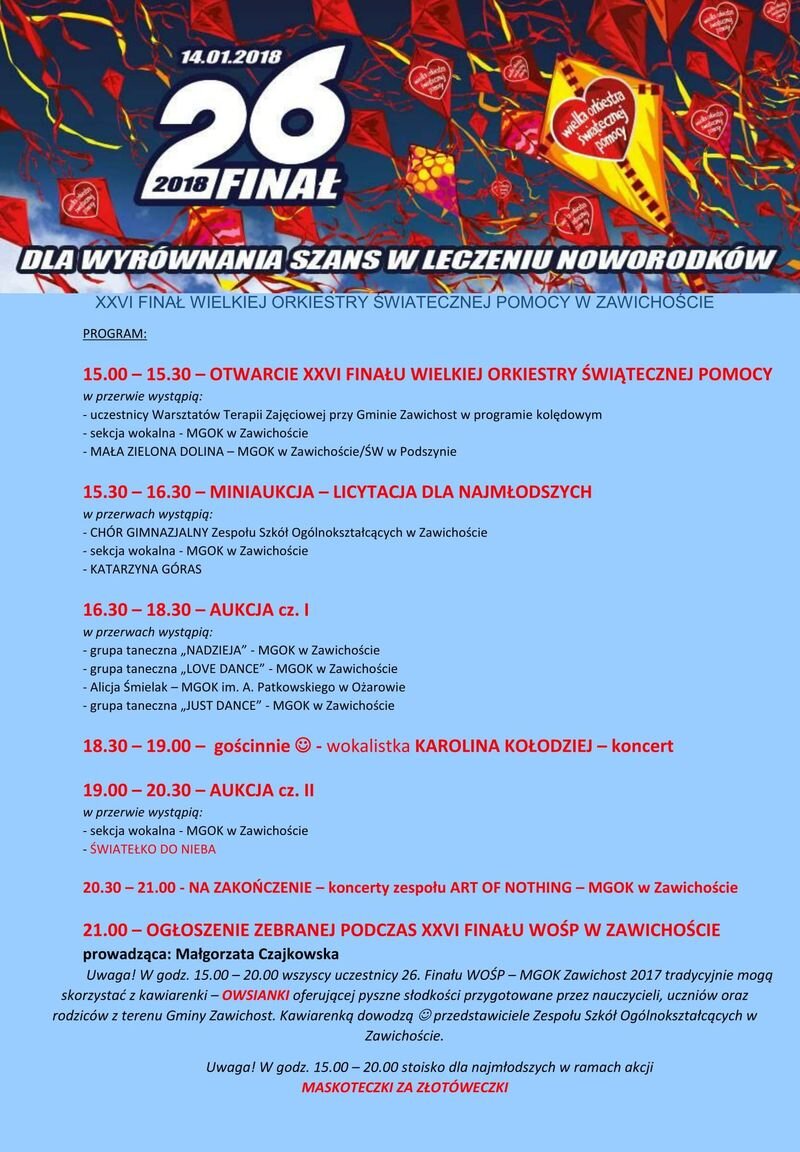 14.01.2018
26
2018 FINAŁ
wielka orkiestra
świątecznej
pomocy
DLA WYRÓWNANIA SZANS W LECZENIU NOWORODKÓW
XXVI FINAŁ WIELKIEJ ORKIESTRY ŚWIATECZNEJ POMOCY W ZAWICHOŚCIE
PROGRAM:
15.00 – 15.30 – OTWARCIE XXVI FINAŁU WIELKIEJ ORKIESTRY ŚWIĄTECZNEJ POMOCY
w przerwie wystąpią:
- uczestnicy Warsztatów Terapii Zajęciowej przy Gminie Zawichost w programie kolędowym
- sekcja wokalna - MGOK w Zawichoście
- MAŁA ZIELONA DOLINA – MGOK w Zawichoście/ŚW w Podszynie
15.30 – 16.30 – MINIAUKCJA – LICYTACJA DLA NAJMŁODSZYCH
w przerwach wystąpią:
- CHÓR GIMNAZJALNY Zespołu Szkół Ogólnokształcących w Zawichoście
- sekcja wokalna - MGOK w Zawichoście
- KATARZYNA GÓRAS
16.30 – 18.30 – AUKCJA cz. I
w przerwach wystąpią:
- grupa taneczna „NADZIEJA” - MGOK w Zawichoście
- grupa taneczna „LOVE DANCE” - MGOK w Zawichoście
- Alicja Śmielak – MGOK im. A. Patkowskiego w Ożarowie
- grupa taneczna „JUST DANCE” - MGOK w Zawichoście
18.30 – 19.00 – gościnnie ☺ - wokalistka KAROLINA KOŁODZIEJ – koncert
19.00 – 20.30 – AUKCJA cz. II
w przerwie wystąpią:
- sekcja wokalna - MGOK w Zawichoście
- ŚWIATEŁKO DO NIEBA
20.30 – 21.00 - NA ZAKOŃCZENIE – koncerty zespołu ART OF NOTHING – MGOK w Zawichoście
21.00 – OGŁOSZENIE ZEBRANEJ PODCZAS XXVI FINAŁU WOŚP W ZAWICHOŚCIE
prowadząca: Małgorzata Czajkowska
Uwaga! W godz. 15.00 – 20.00 wszyscy uczestnicy 26. Finału WOŚP – MGOK Zawichost 2017 tradycyjnie mogą
skorzystać z kawiarenki – OWSIANKI oferującej pyszne słodkości przygotowane przez nauczycieli, uczniów oraz
rodziców z terenu Gminy Zawichost. Kawiarenką dowodzą ☺ przedstawiciele Zespołu Szkół Ogólnokształcących w
Zawichoście.
Uwaga! W godz. 15.00 – 20.00 stoisko dla najmłodszych w ramach akcji
MASKOTECZKI ZA ZŁOTÓWECZKI